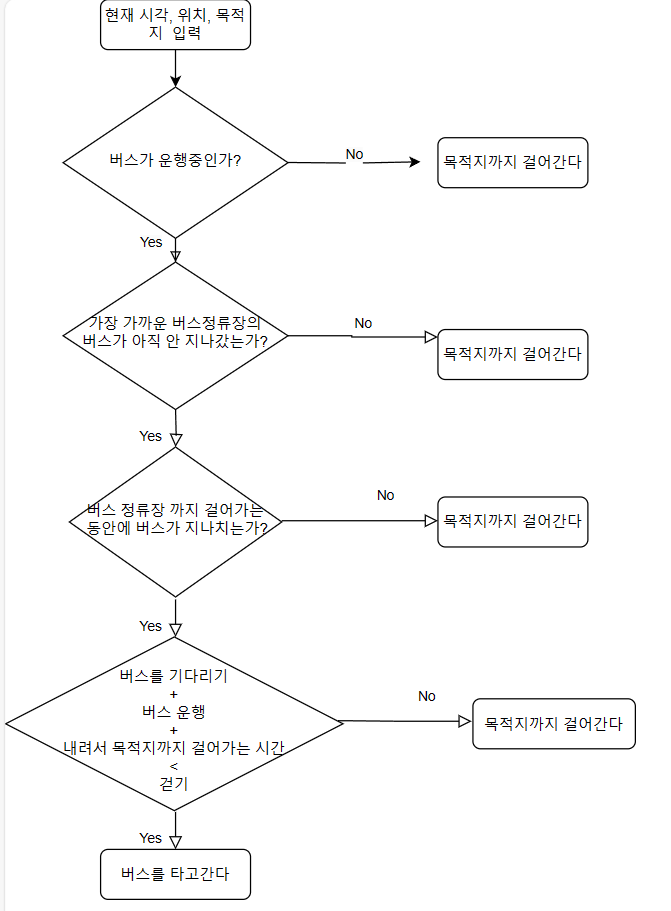 현재 시각, 위치, 목적
지 입력
버스가 운행중인가?
No
목적지까지 걸어간다
Yes
가장 가까운 버스정류장의
버스가 아직 안 지나갔는가?
No
목적지까지 걸어간다
Yes
버스 정류장 까지 걸어가는
동안에 버스가 지나치는가?
No
목적지까지 걸어간다
Yes
버스를 기다리기
+
버스 운행
+
내려서 목적지까지 걸어가는 시간
<
걷기
No
목적지까지 걸어간다
Yes
버스를 타고간다